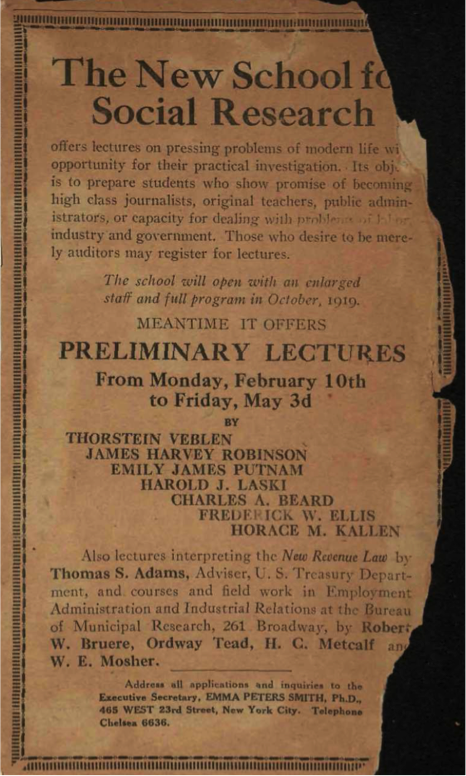 The New School fo
Social Research
offers lectures on pressing problems of modern life wi
opportunity for their practical investigation. Its obj
is to prepare students who show promise of becoming
high class journalists, original teachers, public admin-
istrators, or capacity for dealing with problems of labor,
industry and government. Those who desire to be mere-
ly auditors may register for lectures.
The school will open with an enlarged
staff and full program in October, 1919.
MEANTIME IT OFFERS
PRELIMINARY LECTURES
From Monday, February 10th
to Friday, May 3d
BY
THORSTEIN VEBLEN
JAMES HARVEY ROBINSON
EMILY JAMES PUTNAM
HAROLD J. LASKI
CHARLES A. BEARD
FREDERICK W. ELLIS
HORACE M. KALLEN
Also lectures interpreting the New Revenue Law by
Thomas S. Adams, Adviser, U. S. Treasury Depart-
ment, and courses and field work in Employment
Administration and Industrial Relations at the Bureau
of Municipal Research, 261 Broadway, by Robert
W. Bruere, Ordway Tead, H. C. Metcalf and
W. E. Mosher.
Address all applications and inquiries to the
Executive Secretary, EMMA PETERS SMITH, Ph.D.,
465 WEST 23rd Street, New York City. Telephone
Chelsea 6636.